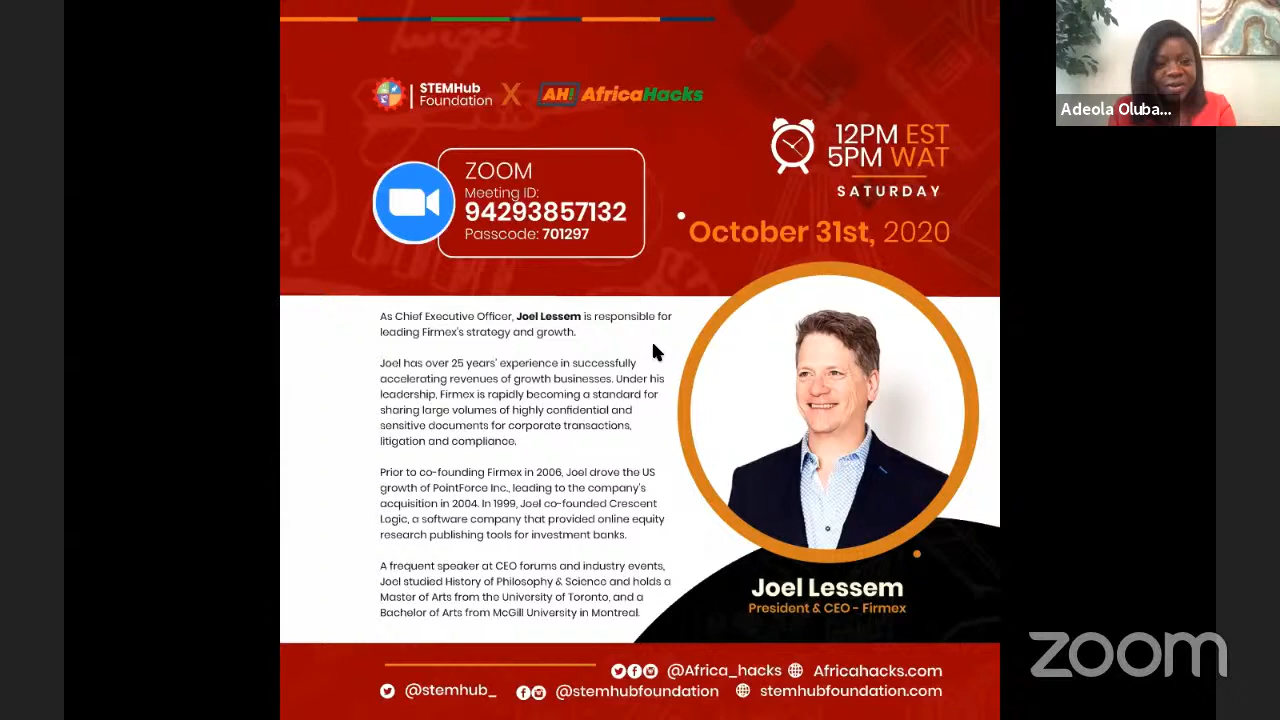 STEMHub
Foundation X AH! AfricaHacks
Adeola Oluba...
12PM EST
5PM WAT
SATURDAY
October 31st, 2020
ZOOM
Meeting ID:
94293857132
Passcode: 701297
As Chief Executive Officer, Joel Lessem is responsible for
leading Firmex's strategy and growth.
Joel has over 25 years' experience in successfully
accelerating revenues of growth businesses. Under his
leadership, Firmex is rapidly becoming a standard for
sharing large volumes of highly confidential and
sensitive documents for corporate transactions,
litigation and compliance.
Prior to co-founding Firmex in 2006, Joel drove the US
growth of PointForce Inc., leading to the company's
acquisition in 2004. In 1999, Joel co-founded Crescent
Logic, a software company that provided online equity
research publishing tools for investment banks.
A frequent speaker at CEO forums and industry events,
Joel studied History of Philosophy & Science and holds a
Master of Arts from the University of Toronto, and a
Bachelor of Arts from McGill University in Montreal.
Joel Lessem
President & CEO - Firmex
@Africa_hacks Africahacks.com
@stemhub_ @stemhubfoundation stemhubfoundation.com
zoom